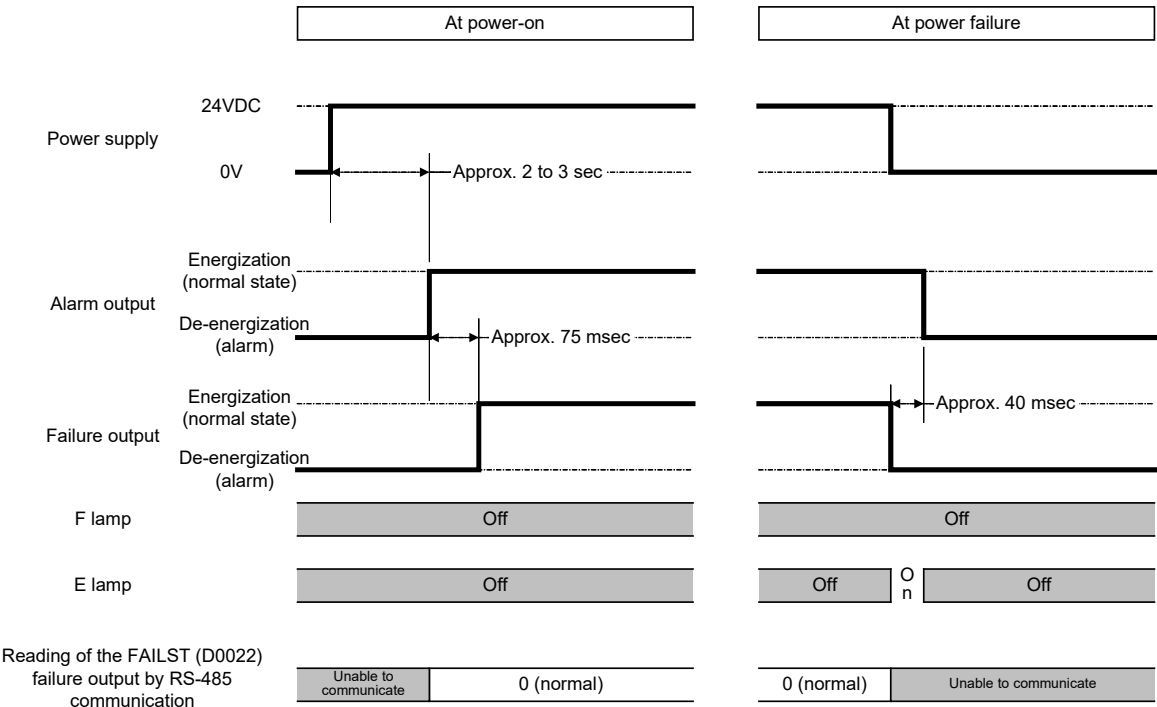 At power-on
At power failure
24VDC
Power supply
0V
Approx. 2 to 3 sec
Energization
(normal state)
Alarm output
De-energization
(alarm)
Approx. 75 msec
Energization
(normal state)
Approx. 40 msec
Failure output
De-energization
(alarm)
F lamp
Off
Off
E lamp
Off
Off
O
n
Off
Reading of the FAILST (D0022)
failure output by RS-485
communication
Unable to
communicate
0 (normal)
0 (normal)
Unable to communicate